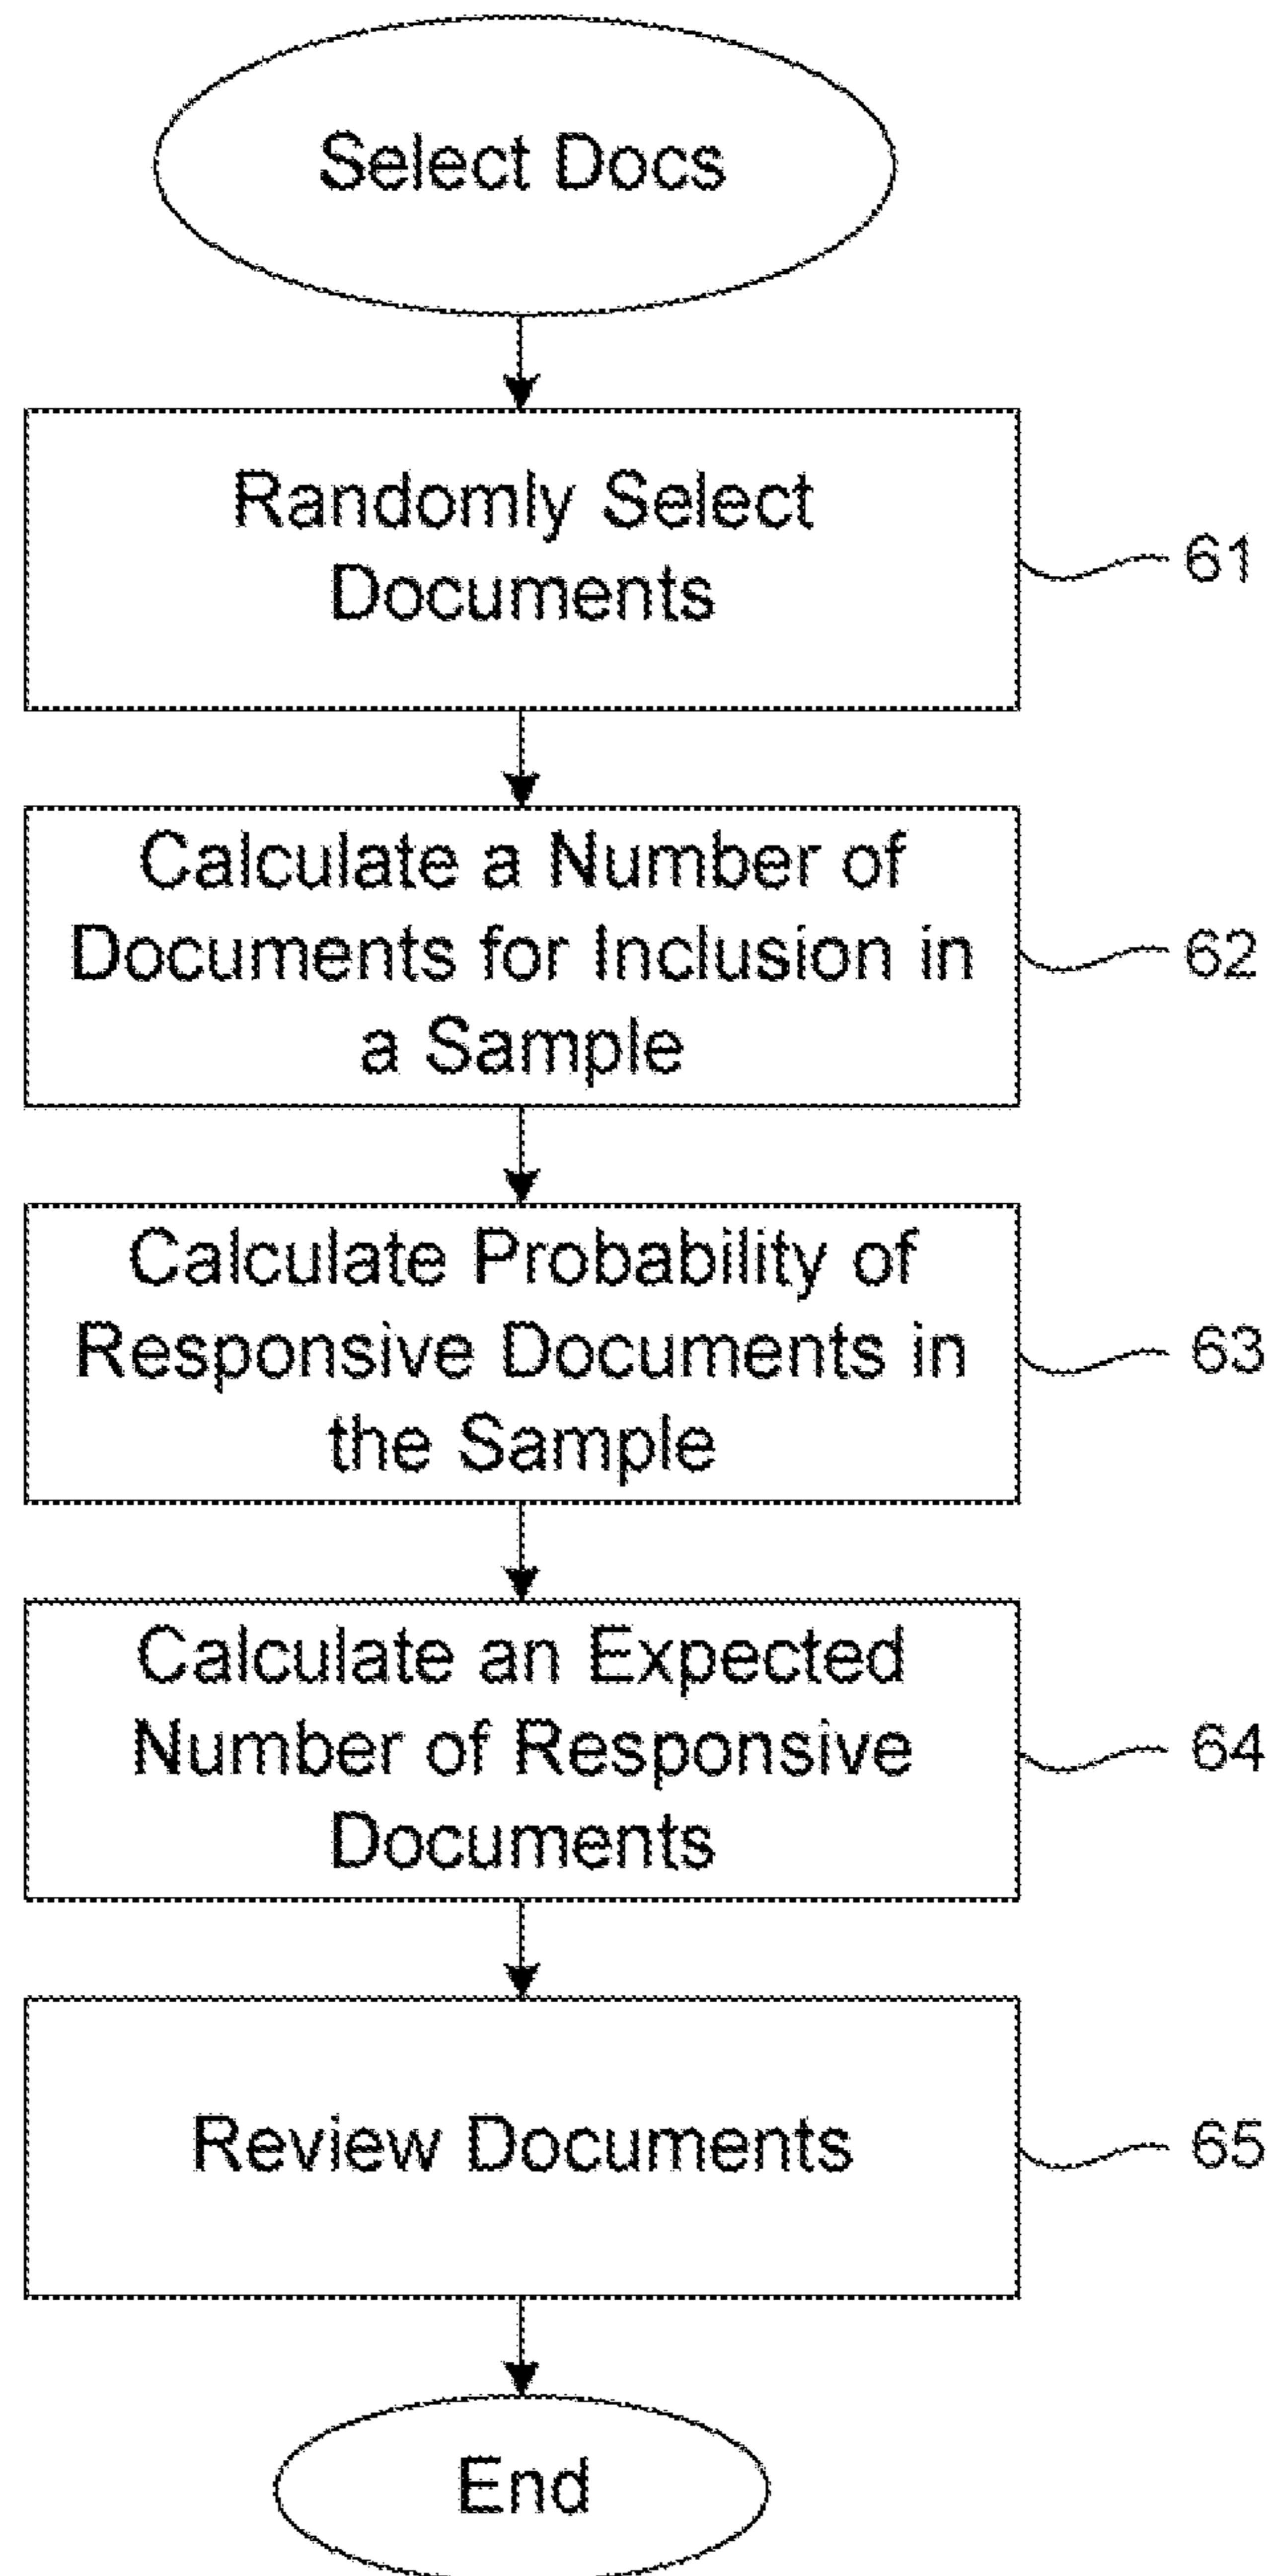 Select Docs
Randomly Select
Documents
61
Calculate a Number of
Documents for Inclusion in
a Sample
62
Calculate Probability of
Responsive Documents in
the Sample
63
Calculate an Expected
Number of Responsive
Documents
64
Review Documents
65
End